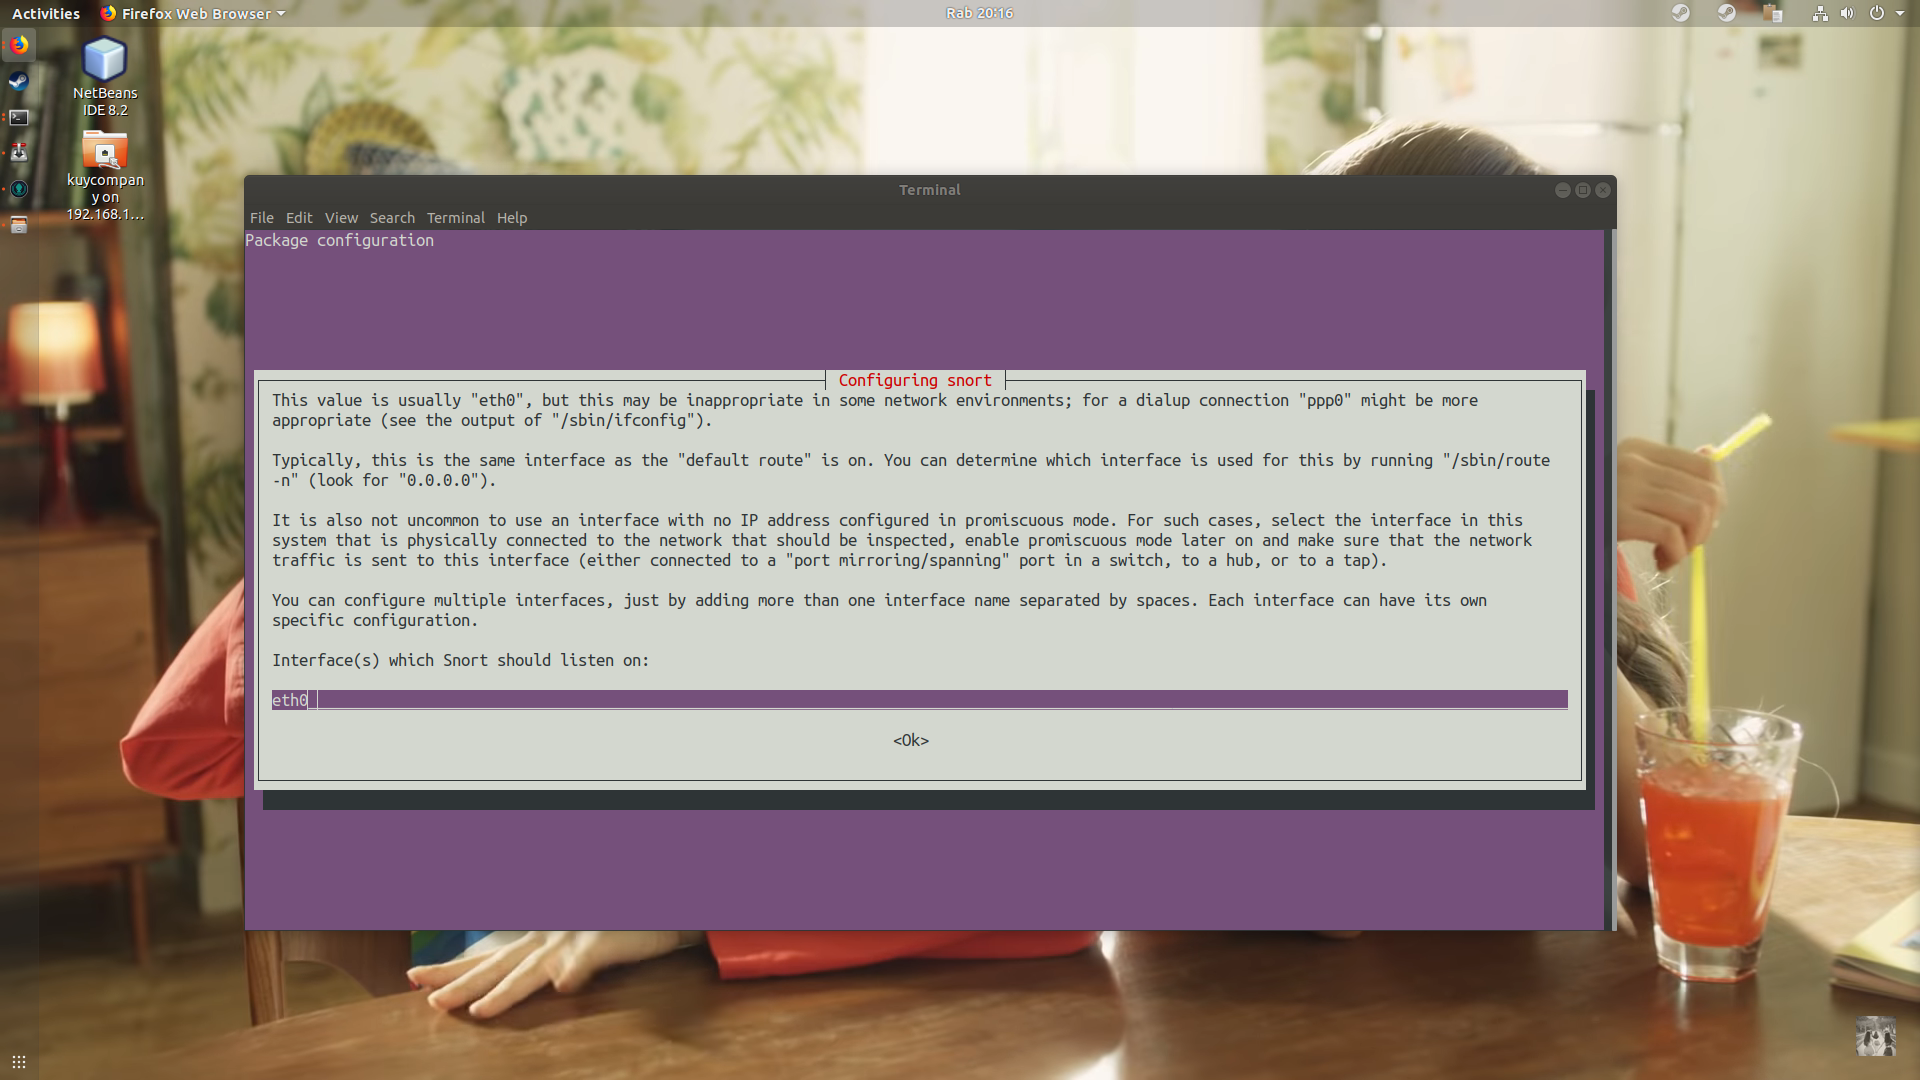 Activities
Firefox Web Browser
Rab 20:16
NetBeans
IDE 8.2
kuycompan
y on
192.168.1…
Terminal
File Edit View Search Terminal Help
Package configuration
Configuring snort
This value is usually "eth0", but this may be inappropriate in some network environments; for a dialup connection "ppp0" might be more
appropriate (see the output of "/sbin/ifconfig").
Typically, this is the same interface as the "default route" is on. You can determine which interface is used for this by running "/sbin/route
-n" (look for "0.0.0.0").
It is also not uncommon to use an interface with no IP address configured in promiscuous mode. For such cases, select the interface in this
system that is physically connected to the network that should be inspected, enable promiscuous mode later on and make sure that the network
traffic is sent to this interface (either connected to a "port mirroring/spanning" port in a switch, to a hub, or to a tap).
You can configure multiple interfaces, just by adding more than one interface name separated by spaces. Each interface can have its own
specific configuration.
Interface(s) which Snort should listen on:
eth0
<Ok>